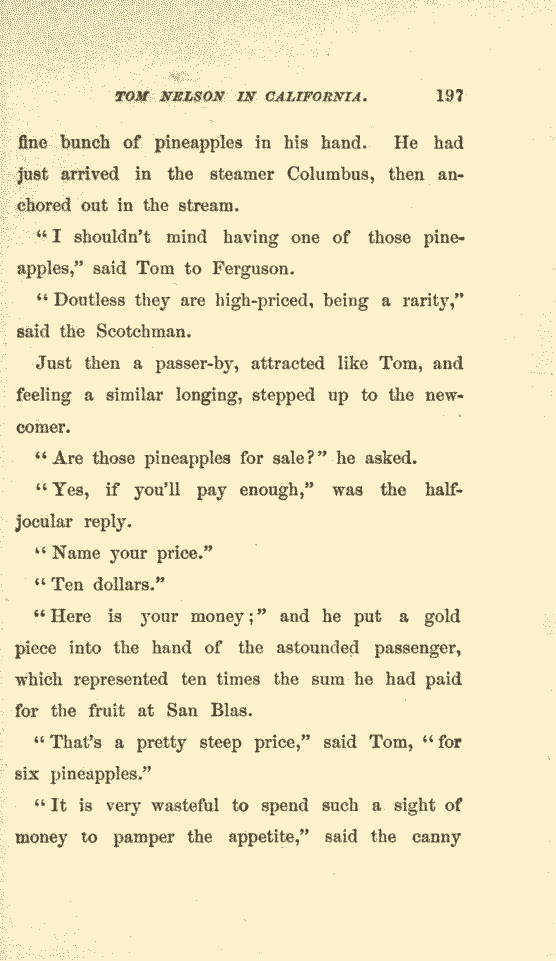 TOM NELSON IN CALIFORNIA. 197
fine bunch of pineapples in his hand. He had
just arrived in the steamer Columbus, then an-
chored out in the stream.
“I shouldn’t mind having one of those pine-
apples,” said Tom to Ferguson.
“Doutless they are high-priced, being a rarity,”
said the Scotchman.
Just then a passer-by, attracted like Tom, and
feeling a similar longing, stepped up to the new-
comer.
“Are those pineapples for sale?” he asked.
“Yes, if you’ll pay enough,” was the half-
jocular reply.
“Name your price.”
“Ten dollars.”
“Here is your money;” and he put a gold
piece into the hand of the astounded passenger,
which represented ten times the sum he had paid
for the fruit at San Blas.
“That’s a pretty steep price,” said Tom, “for
six pineapples.”
“It is very wasteful to spend such a sight of
money to pamper the appetite,” said the canny